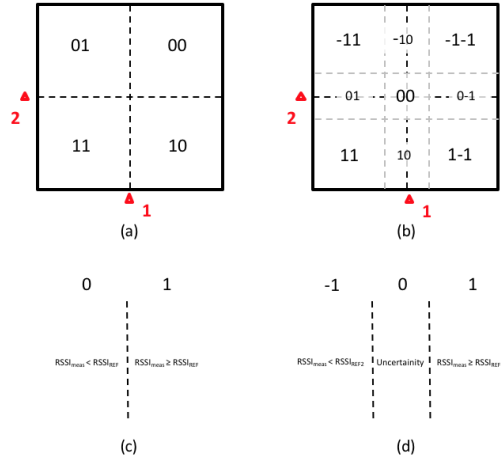 01 00
2
11 10
1
(a)
-11 -10 -1-1
01 00 0-1
2
11 10 1-1
1
(b)
0 1
RSSImeas < RSSIREF RSSImeas ≥ RSSIREF
(c)
-1 0 1
RSSImeas < RSSIREF2 Uncertainity RSSImeas ≥ RSSIREF
(d)